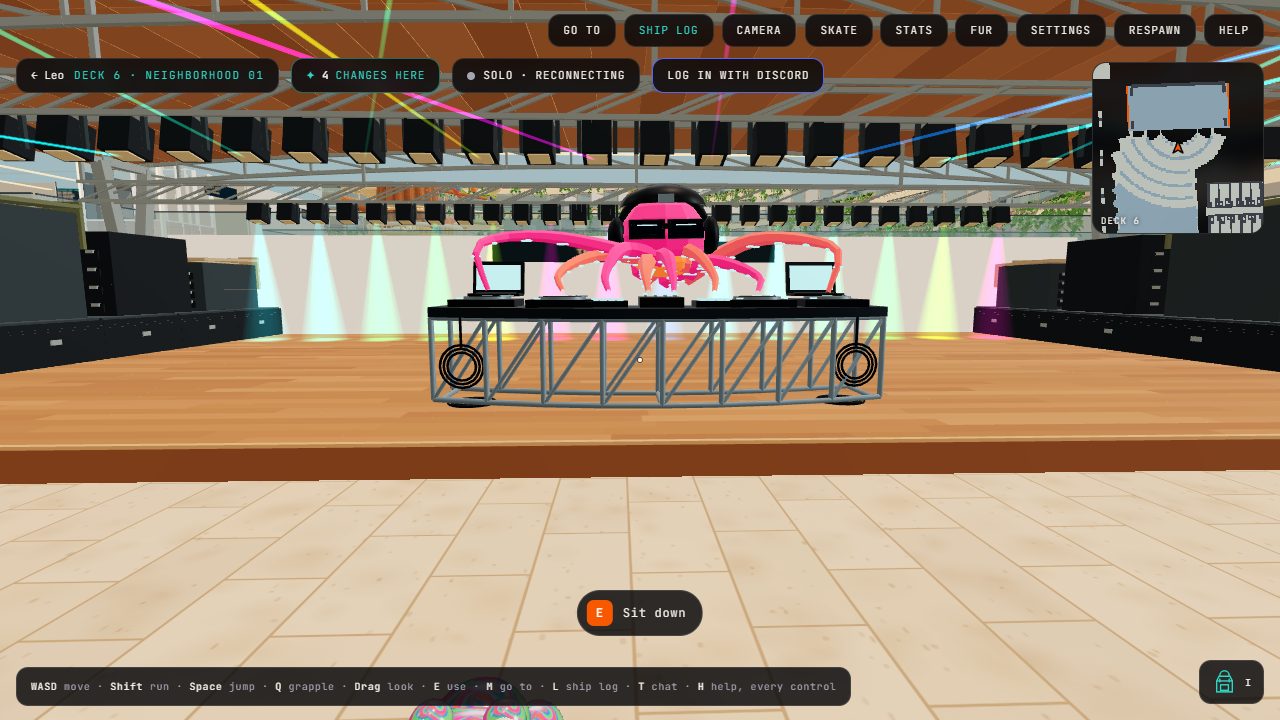 GO TO
SHIP LOG
CAMERA
SKATE
STATS
FUR
SETTINGS
RESPAWN
HELP
← Leo DECK 6 · NEIGHBORHOOD 01
✦ 4 CHANGES HERE
● SOLO · RECONNECTING
LOG IN WITH DISCORD
DECK 6
E Sit down
WASD move · Shift run · Space jump · Q grapple · Drag look · E use · M go to · L ship log · T chat · H help, every control
I